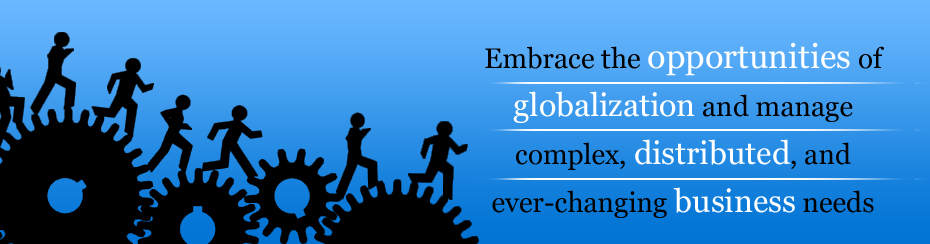 Embrace the opportunities of
globalization and manage
complex, distributed, and
ever-changing business needs